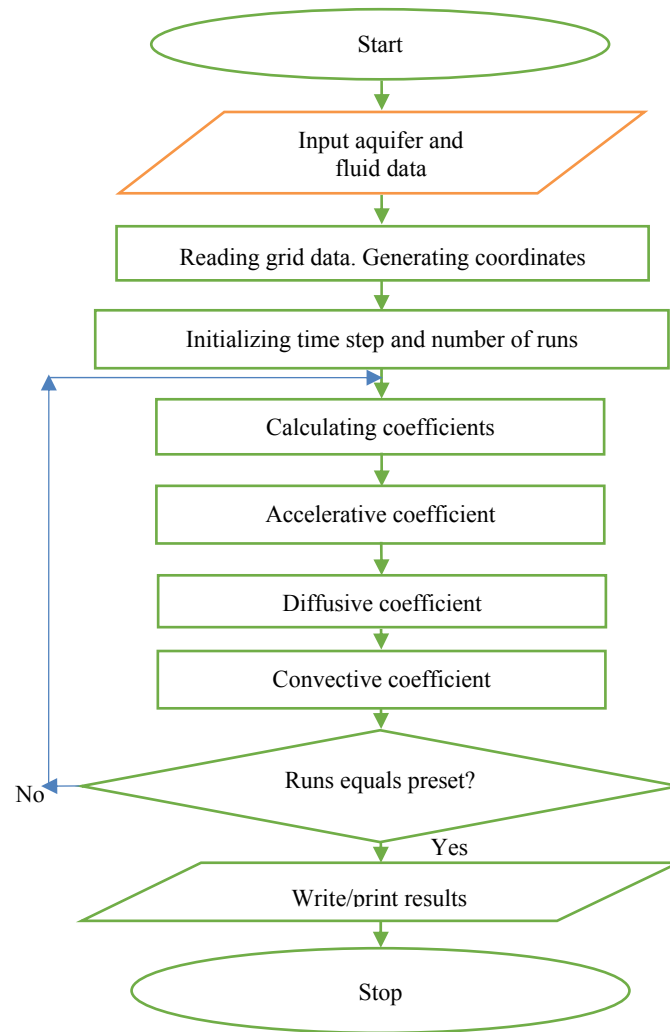 Start
Input aquifer and
fluid data
Reading grid data. Generating coordinates
Initializing time step and number of runs
Calculating coefficients
Accelerative coefficient
Diffusive coefficient
Convective coefficient
Runs equals preset?
No
Yes
Write/print results
Stop